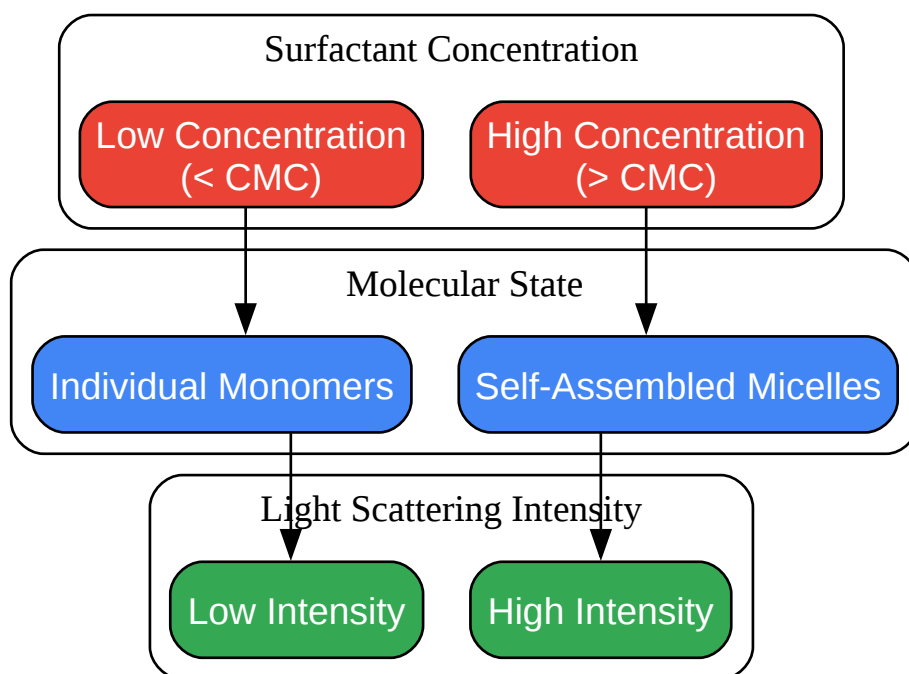 Surfactant Concentration
Low Concentration
(< CMC)
High Concentration
(> CMC)
Molecular State
Individual Monomers
Self-Assembled Micelles
Light Scattering Intensity
Low Intensity
High Intensity